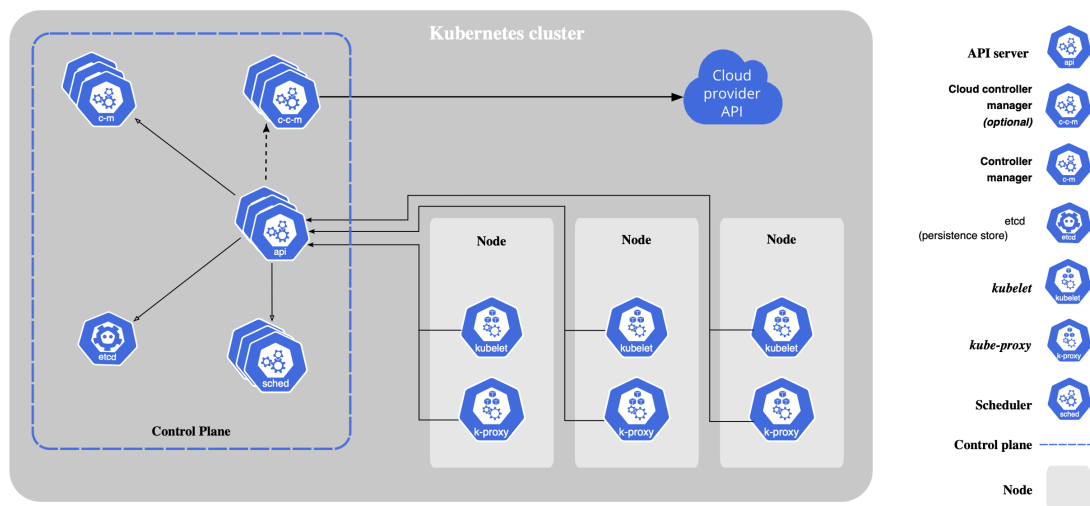 Kubernetes cluster
c-m
c-c-m
Cloud
provider
API
api
etcd
sched
Control Plane
Node
kubelet
k-proxy
Node
kubelet
k-proxy
Node
kubelet
k-proxy
API server
api
Cloud controller
manager
(optional)
c-c-m
Controller
manager
c-m
etcd
(persistence store)
etcd
kubelet
kubelet
kube-proxy
k-proxy
Scheduler
sched
Control plane
Node